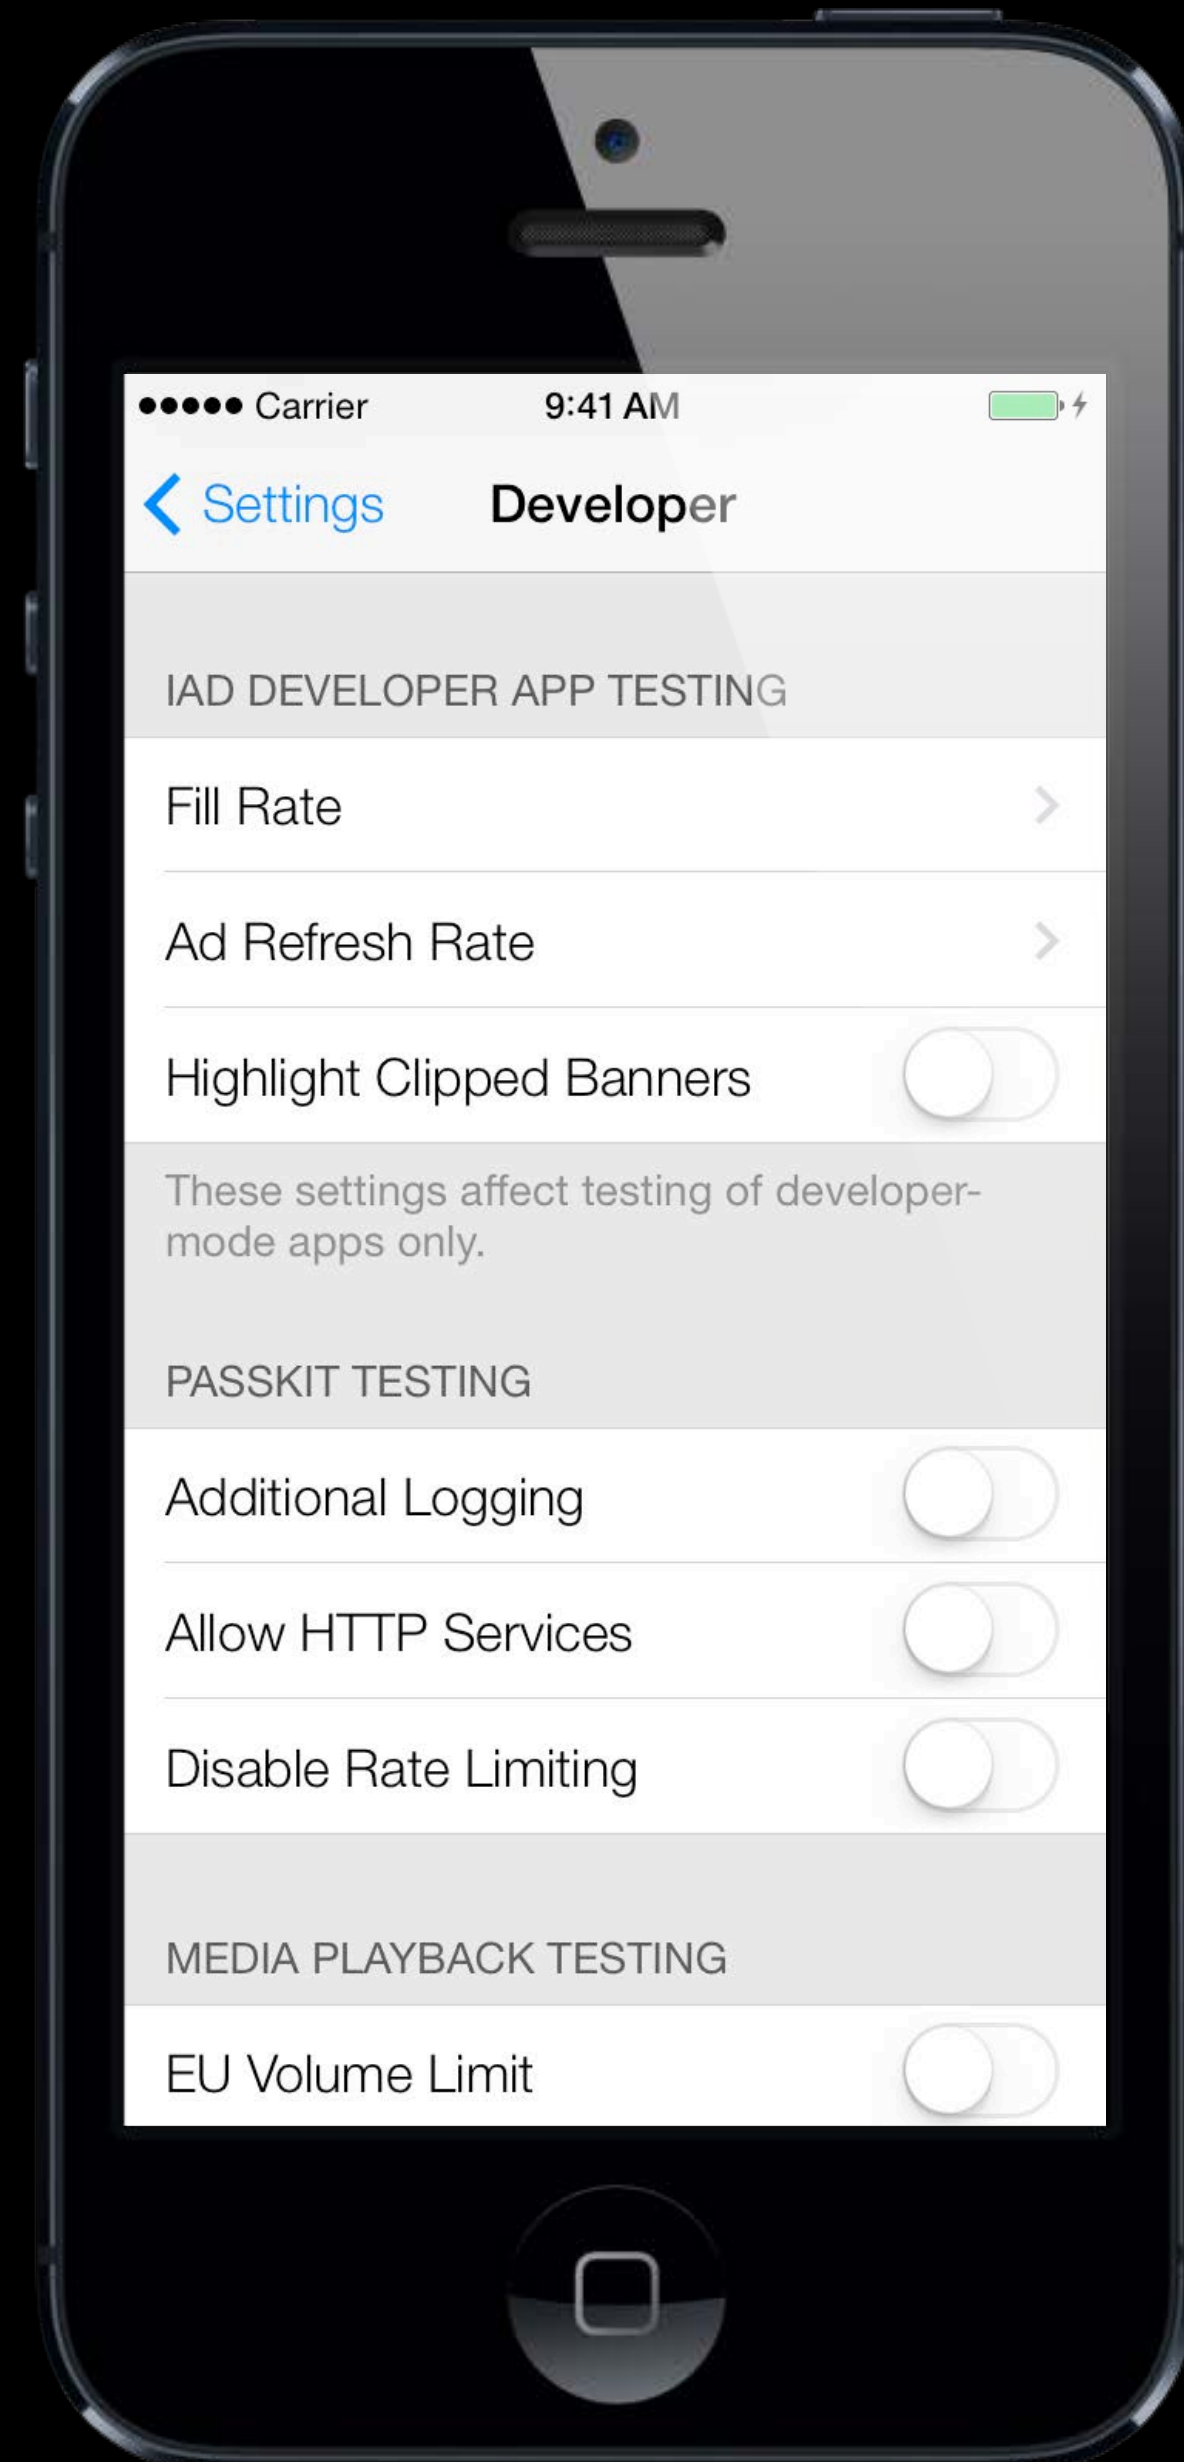 Carrier 9:41 AM
Settings Developer
IAD DEVELOPER APP TESTING
Fill Rate
Ad Refresh Rate
Highlight Clipped Banners
These settings affect testing of developer-
mode apps only.
PASSKIT TESTING
Additional Logging
Allow HTTP Services
Disable Rate Limiting
MEDIA PLAYBACK TESTING
EU Volume Limit